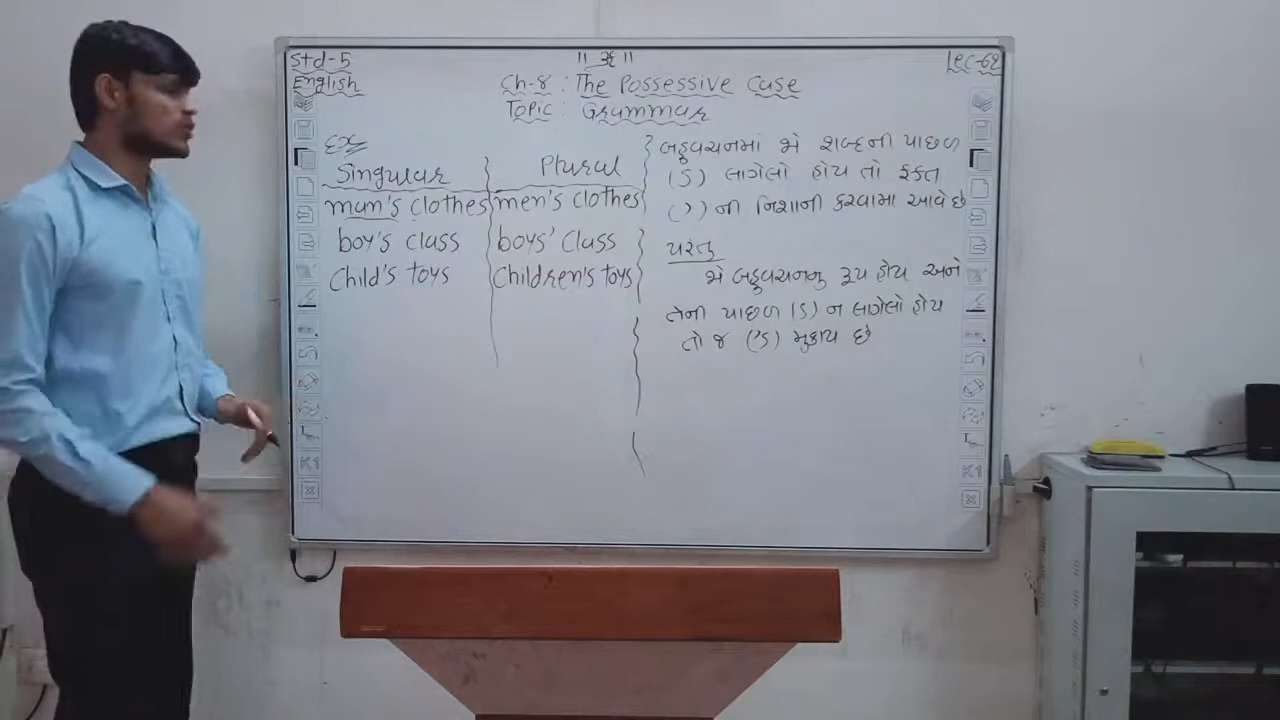 Std-5
English
|| ૐ ||
Lec-62
Ch-8 : The Possessive Case
Topic : Grammar
Ex
Singular Plural
man's clothes men's clothes
boy's class boys' class
Child's toys Children's toys
બહુવચનમાં જો શબ્દની પાછળ
(s) લાગેલો હોય તો ફક્ત
(') ની નિશાની કરવામા આવે છે
પરંતુ
જો બહુવચનનુ રૂપ હોય અને
તેની પાછળ (s) ન લાગેલો હોય
તો જ ('s) મુકાય છે